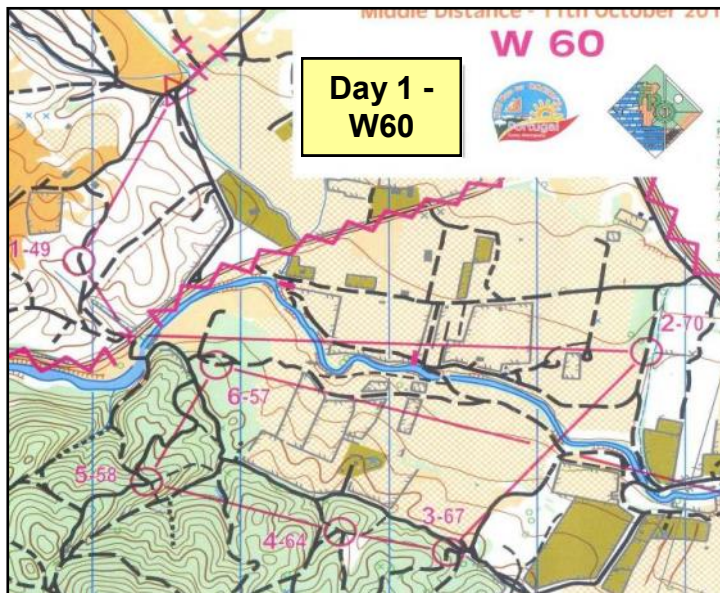 Middle Distance - 11th October 201
W 60
Day 1 -
W60
Portugal
1-49
2-70
6-57
5-58
3-67
4-64